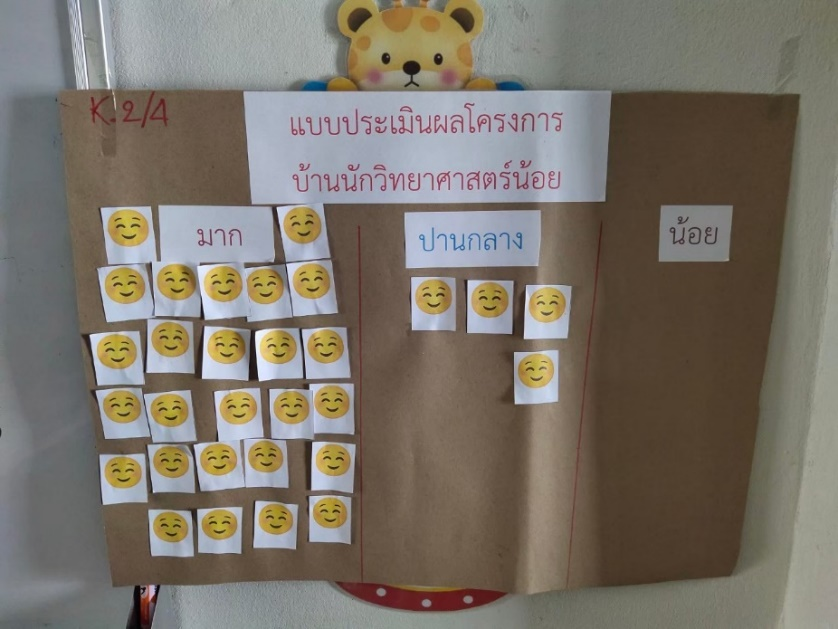 K.2/4
แบบประเมินผลโครงการ
บ้านนักวิทยาศาสตร์น้อย
มาก
ปานกลาง
น้อย